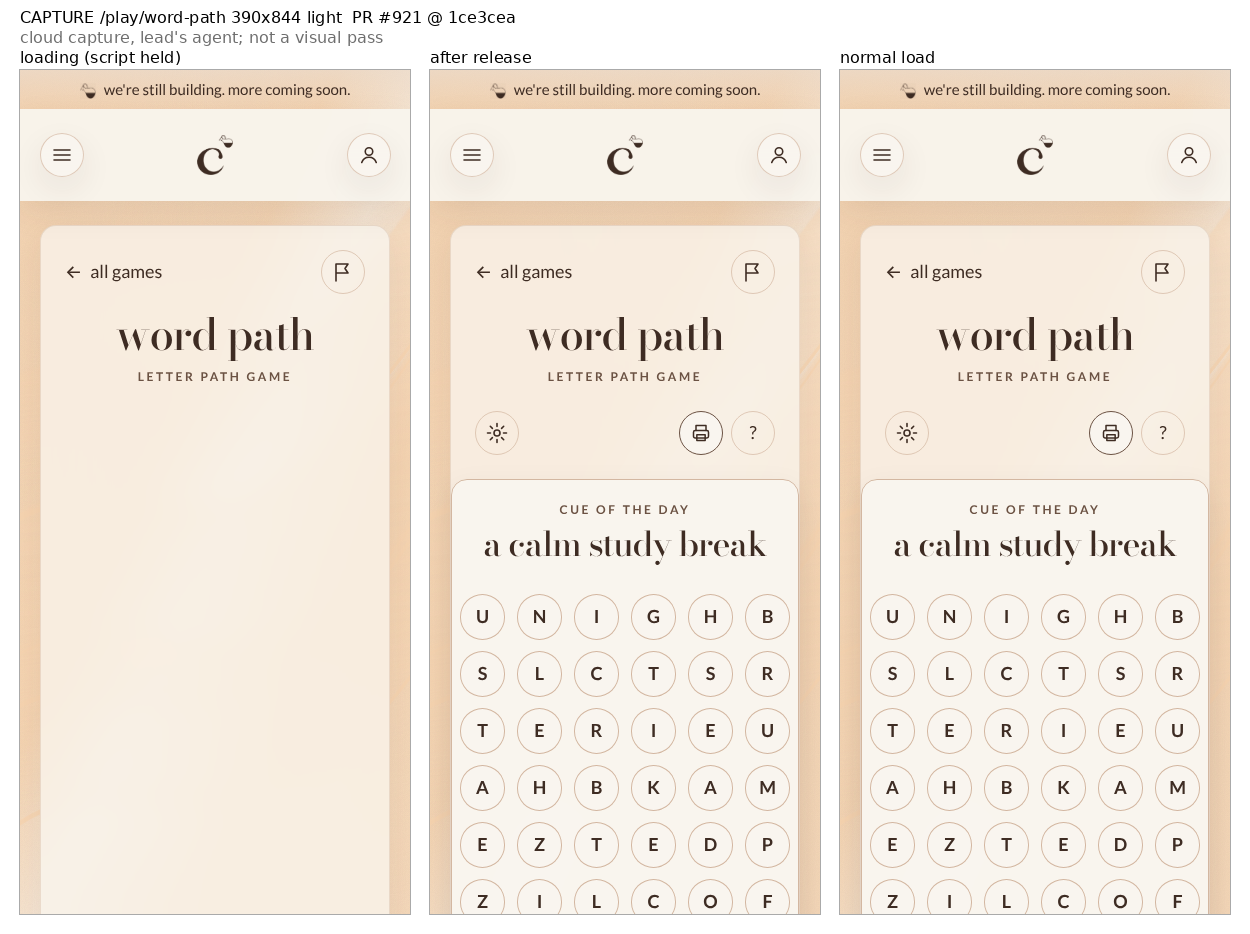 CAPTURE /play/word-path 390x844 light PR #921 @ 1ce3cea
cloud capture, lead's agent; not a visual pass
loading (script held)
we're still building. more coming soon.
c
all games
word path
LETTER PATH GAME
after release
we're still building. more coming soon.
c
all games
word path
LETTER PATH GAME
?
CUE OF THE DAY
a calm study break
U N I G H B
S L C T S R
T E R I E U
A H B K A M
E Z T E D P
Z I L C O F
normal load
we're still building. more coming soon.
c
all games
word path
LETTER PATH GAME
?
CUE OF THE DAY
a calm study break
U N I G H B
S L C T S R
T E R I E U
A H B K A M
E Z T E D P
Z I L C O F